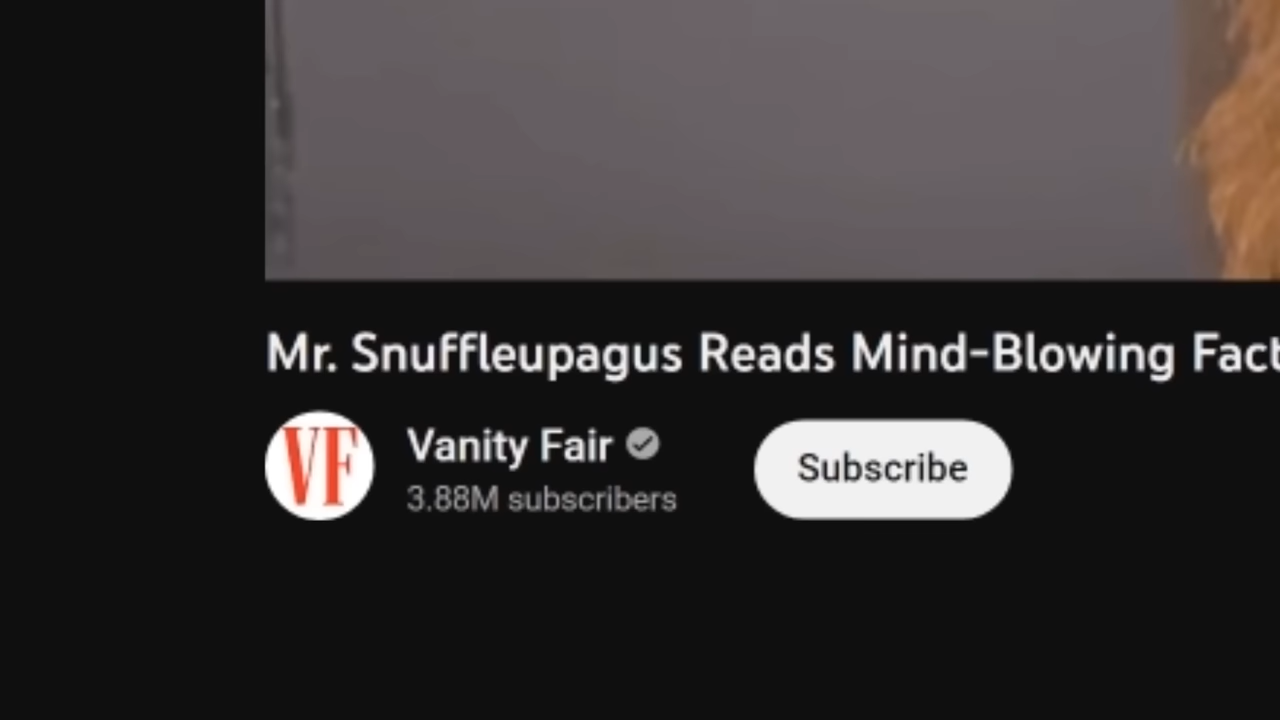 Mr. Snuffleupagus Reads Mind-Blowing Fact
VF
Vanity Fair
3.88M subscribers
Subscribe